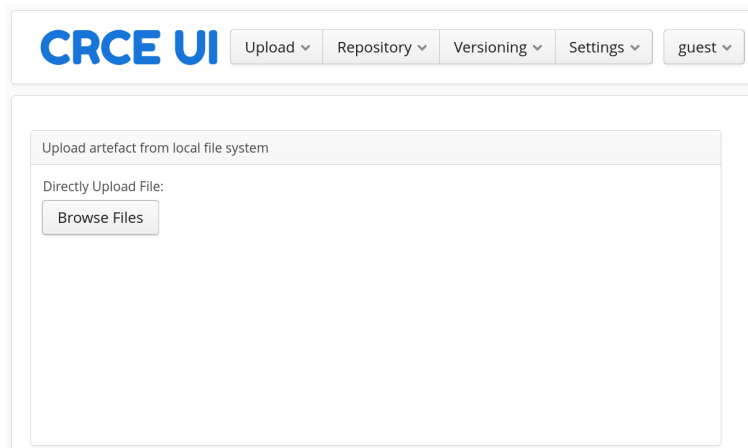 CRCE UI Upload Repository Versioning Settings guest
Upload artefact from local file system
Directly Upload File:
Browse Files